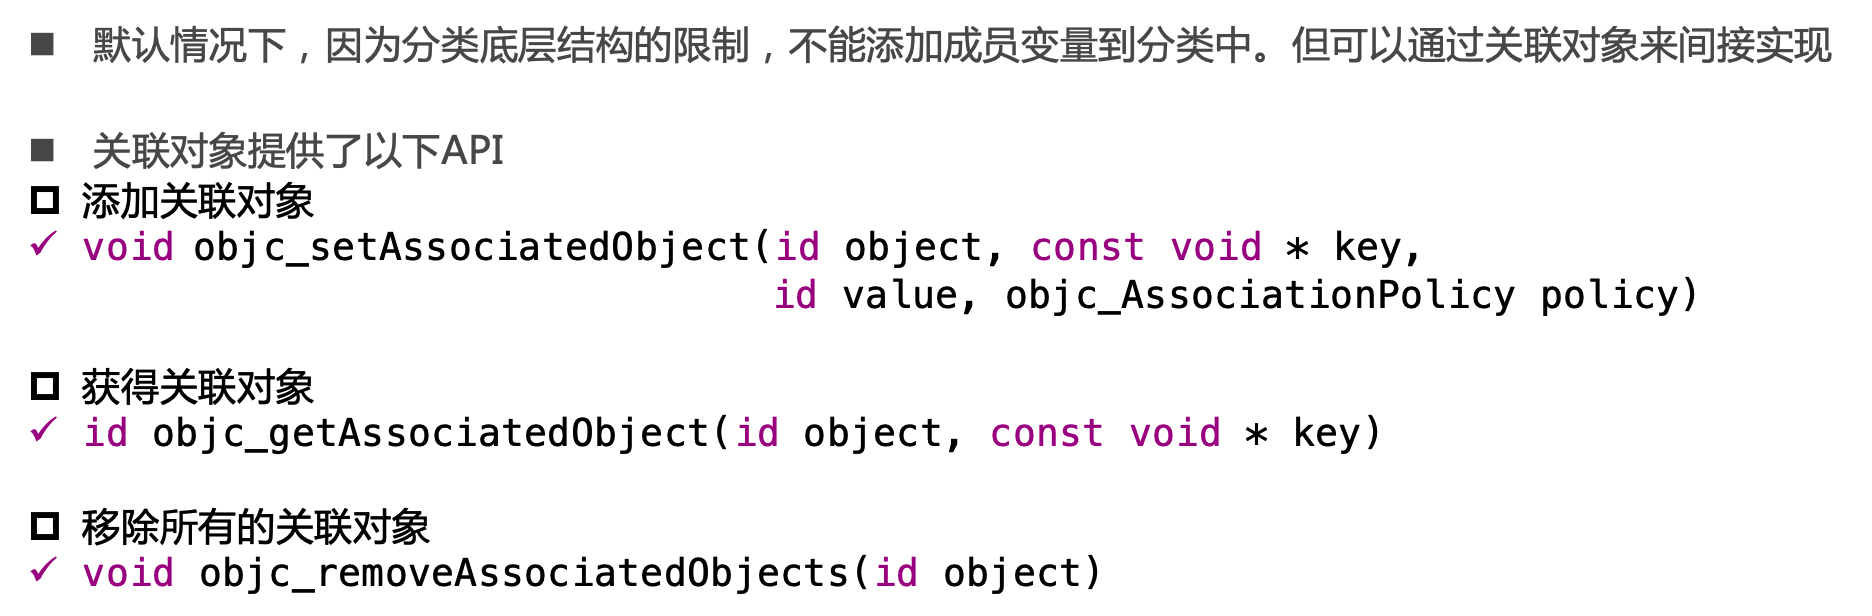 ■ 默认情况下，因为分类底层结构的限制，不能添加成员变量到分类中。但可以通过关联对象来间接实现
■ 关联对象提供了以下API
添加关联对象
✓ void objc_setAssociatedObject(id object, const void * key,
id value, objc_AssociationPolicy policy)
获得关联对象
✓ id objc_getAssociatedObject(id object, const void * key)
移除所有的关联对象
✓ void objc_removeAssociatedObjects(id object)